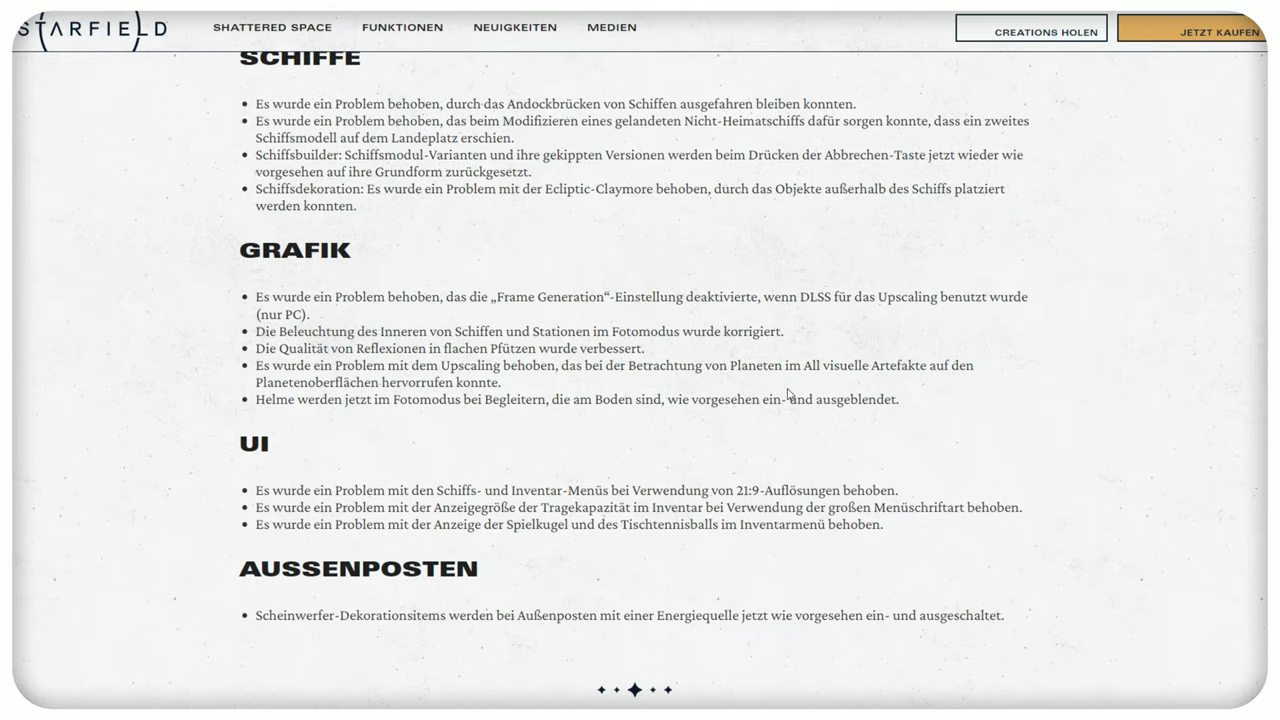 STARFIELD
SHATTERED SPACE
FUNKTIONEN
NEUIGKEITEN
MEDIEN
CREATIONS HOLEN
JETZT KAUFEN
SCHIFFE
Es wurde ein Problem behoben, durch das Andockbrücken von Schiffen ausgefahren bleiben konnten.
Es wurde ein Problem behoben, das beim Modifizieren eines gelandeten Nicht-Heimatschiffs dafür sorgen konnte, dass ein zweites
Schiffsmodell auf dem Landeplatz erschien.
Schiffsbuilder: Schiffsmodul-Varianten und ihre gekippten Versionen werden beim Drücken der Abbrechen-Taste jetzt wieder wie
vorgesehen auf ihre Grundform zurückgesetzt.
Schiffsdekoration: Es wurde ein Problem mit der Ecliptic-Claymore behoben, durch das Objekte außerhalb des Schiffs platziert
werden konnten.
GRAFIK
Es wurde ein Problem behoben, das die „Frame Generation“-Einstellung deaktivierte, wenn DLSS für das Upscaling benutzt wurde
(nur PC).
Die Beleuchtung des Inneren von Schiffen und Stationen im Fotomodus wurde korrigiert.
Die Qualität von Reflexionen in flachen Pfützen wurde verbessert.
Es wurde ein Problem mit dem Upscaling behoben, das bei der Betrachtung von Planeten im All visuelle Artefakte auf den
Planetenoberflächen hervorrufen konnte.
Helme werden jetzt im Fotomodus bei Begleitern, die am Boden sind, wie vorgesehen ein- und ausgeblendet.
UI
Es wurde ein Problem mit den Schiffs- und Inventar-Menüs bei Verwendung von 21:9-Auflösungen behoben.
Es wurde ein Problem mit der Anzeigegröße der Tragekapazität im Inventar bei Verwendung der großen Menüschriftart behoben.
Es wurde ein Problem mit der Anzeige der Spielkugel und des Tischtennisballs im Inventarmenü behoben.
AUSSENPOSTEN
Scheinwerfer-Dekorationsitems werden bei Außenposten mit einer Energiequelle jetzt wie vorgesehen ein- und ausgeschaltet.